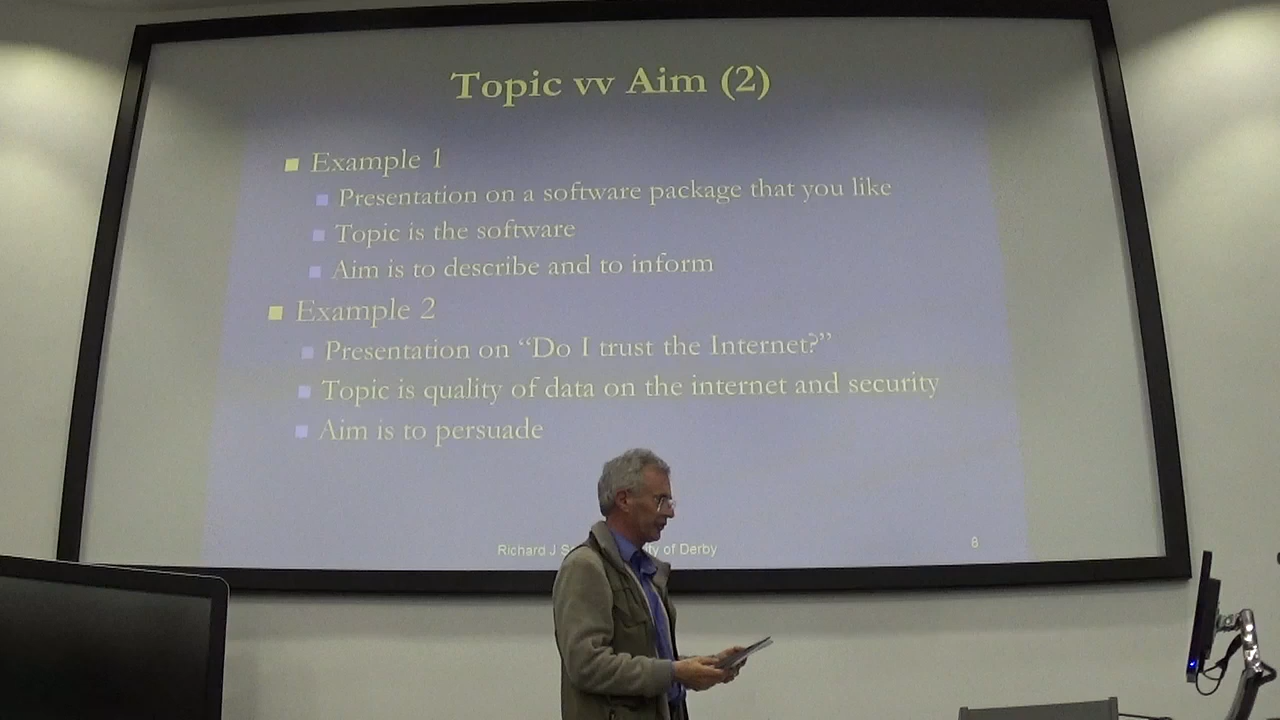 Topic vv Aim (2)
Example 1
Presentation on a software package that you like
Topic is the software
Aim is to describe and to inform
Example 2
Presentation on “Do I trust the Internet?”
Topic is quality of data on the internet and security
Aim is to persuade
Richard J S ity of Derby
8